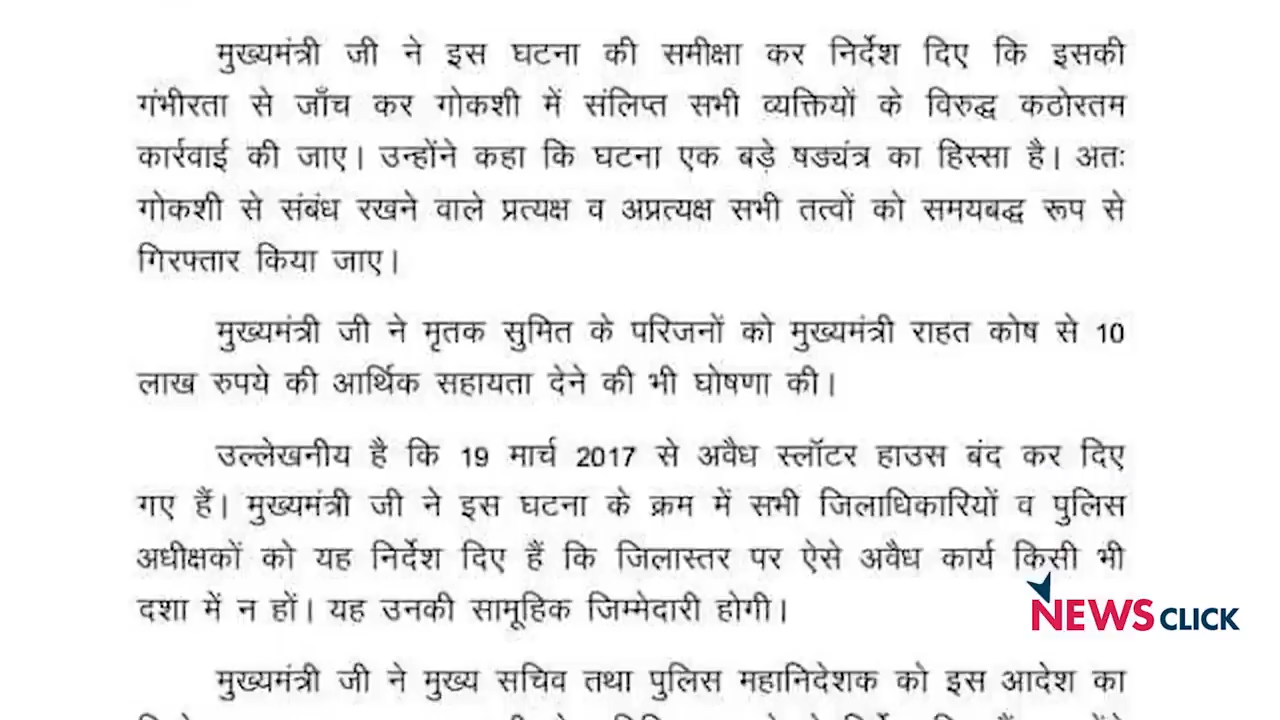 मुख्यमंत्री जी ने इस घटना की समीक्षा कर निर्देश दिए कि इसकी
गंभीरता से जाँच कर गोकशी में संलिप्त सभी व्यक्तियों के विरुद्ध कठोरतम
कार्रवाई की जाए। उन्होंने कहा कि घटना एक बड़े षड्यंत्र का हिस्सा है। अतः
गोकशी से संबंध रखने वाले प्रत्यक्ष व अप्रत्यक्ष सभी तत्वों को समयबद्ध रूप से
गिरफ्तार किया जाए।
मुख्यमंत्री जी ने मृतक सुमित के परिजनों को मुख्यमंत्री राहत कोष से 10
लाख रुपये की आर्थिक सहायता देने की भी घोषणा की।
उल्लेखनीय है कि 19 मार्च 2017 से अवैध स्लॉटर हाउस बंद कर दिए
गए हैं। मुख्यमंत्री जी ने इस घटना के क्रम में सभी जिलाधिकारियों व पुलिस
अधीक्षकों को यह निर्देश दिए हैं कि जिलास्तर पर ऐसे अवैध कार्य किसी भी
दशा में न हों। यह उनकी सामूहिक जिम्मेदारी होगी।
NEWSCLICK
मुख्यमंत्री जी ने मुख्य सचिव तथा पुलिस महानिदेशक को इस आदेश का